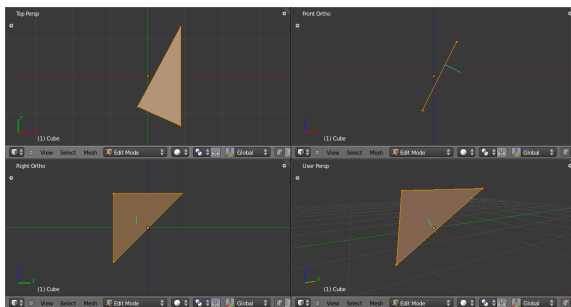 Top Persp
Front Ortho
(1) Cube
(1) Cube
View Select Mesh Edit Mode Global
View Select Mesh Edit Mode Global
Right Ortho
User Persp
(1) Cube
(1) Cube
View Select Mesh Edit Mode Global
View Select Mesh Edit Mode Global